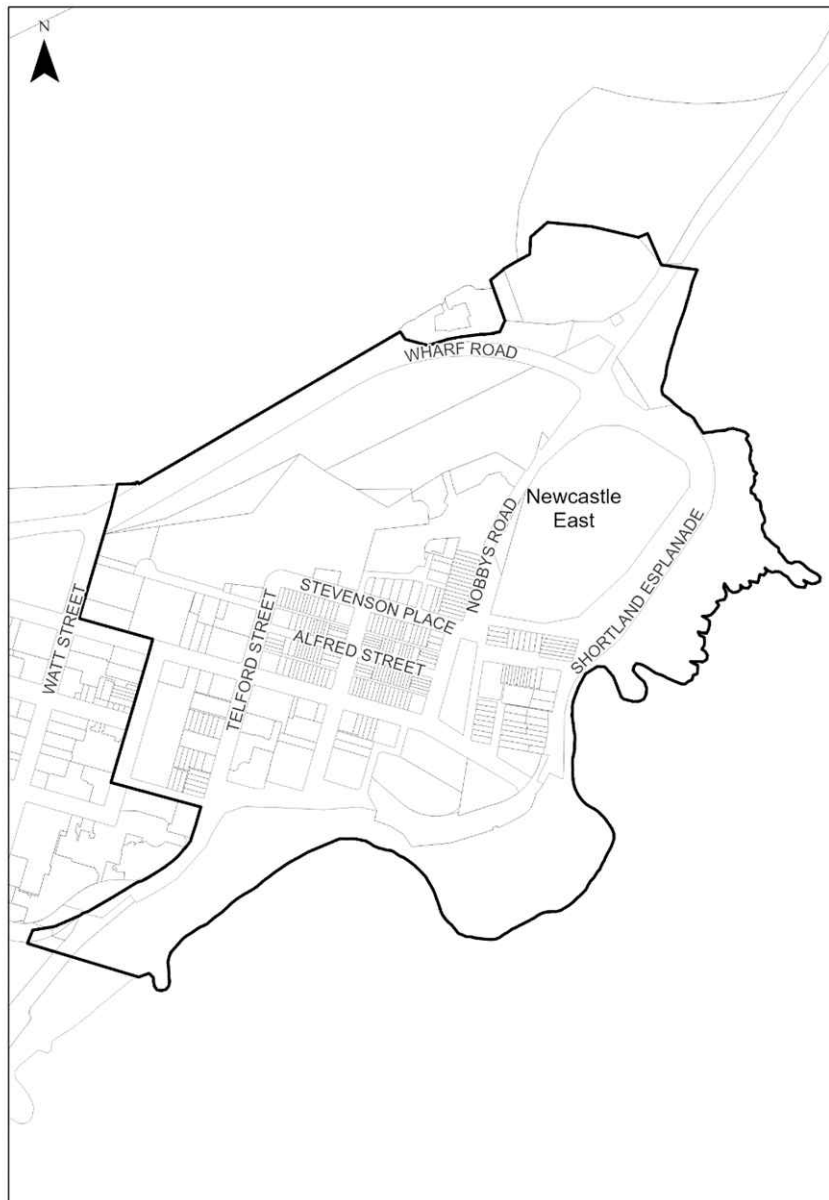 N
WHARF ROAD
Newcastle
East
NOBBYS ROAD
SHORTLAND ESPLANADE
STEVENSON PLACE
WATT STREET
TELFORD STREET
ALFRED STREET